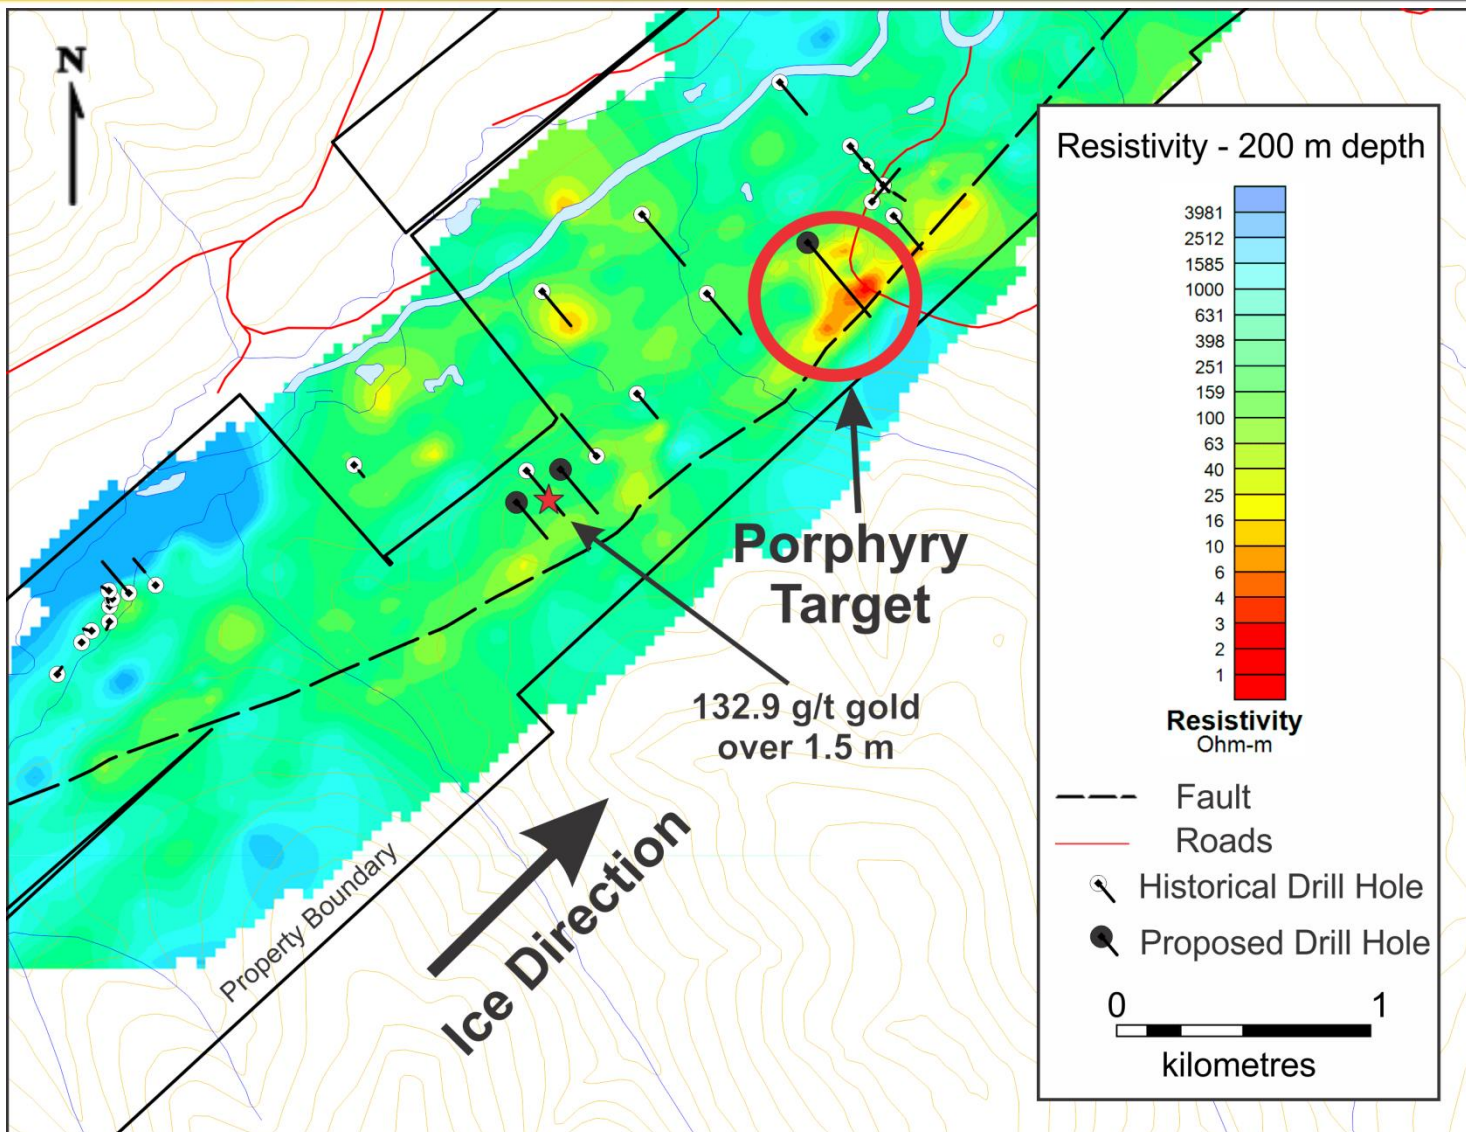 N
Resistivity - 200 m depth
3981
2512
1585
1000
631
398
251
159
100
63
40
25
16
10
6
4
3
2
1
Resistivity
Ohm-m
Fault
Roads
Historical Drill Hole
Proposed Drill Hole
0 1
kilometres
Porphyry
Target
132.9 g/t gold
over 1.5 m
Ice Direction
Property Boundary